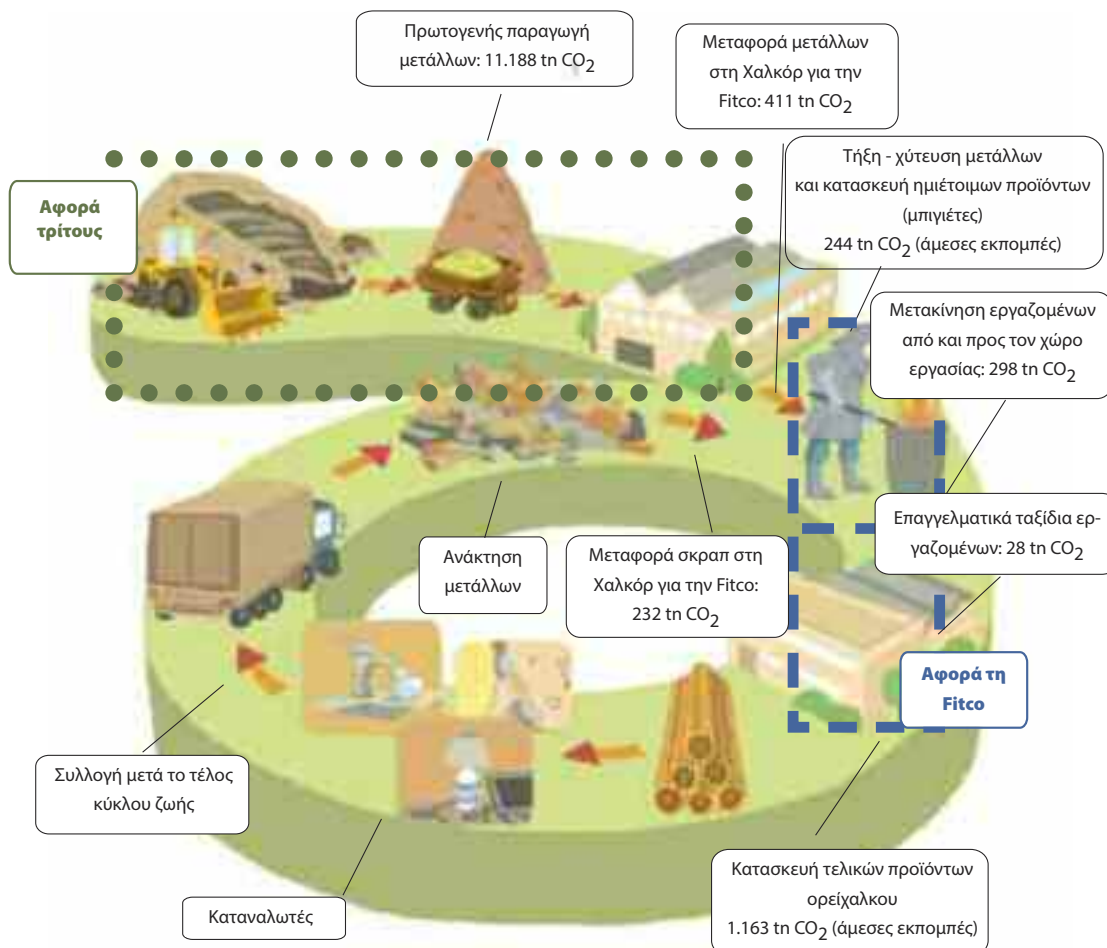 Πρωτογενής παραγωγή
μετάλλων: 11.188 tn CO2
Μεταφορά μετάλλων
στη Χαλκόρ για την
Fitco: 411 tn CO2
Τήξη - χύτευση μετάλλων
και κατασκευή ημιέτοιμων προϊόντων
(μπιγιέτες)
244 tn CO2 (άμεσες εκπομπές)
Αφορά
τρίτους
Μετακίνηση εργαζομένων
από και προς τον χώρο
εργασίας: 298 tn CO2
Επαγγελματικά ταξίδια ερ-
γαζομένων: 28 tn CO2
Ανάκτηση
μετάλλων
Μεταφορά σκραπ στη
Χαλκόρ για την Fitco:
232 tn CO2
Αφορά τη
Fitco
Συλλογή μετά το τέλος
κύκλου ζωής
Καταναλωτές
Κατασκευή τελικών προϊόντων
ορείχαλκου
1.163 tn CO2 (άμεσες εκπομπές)